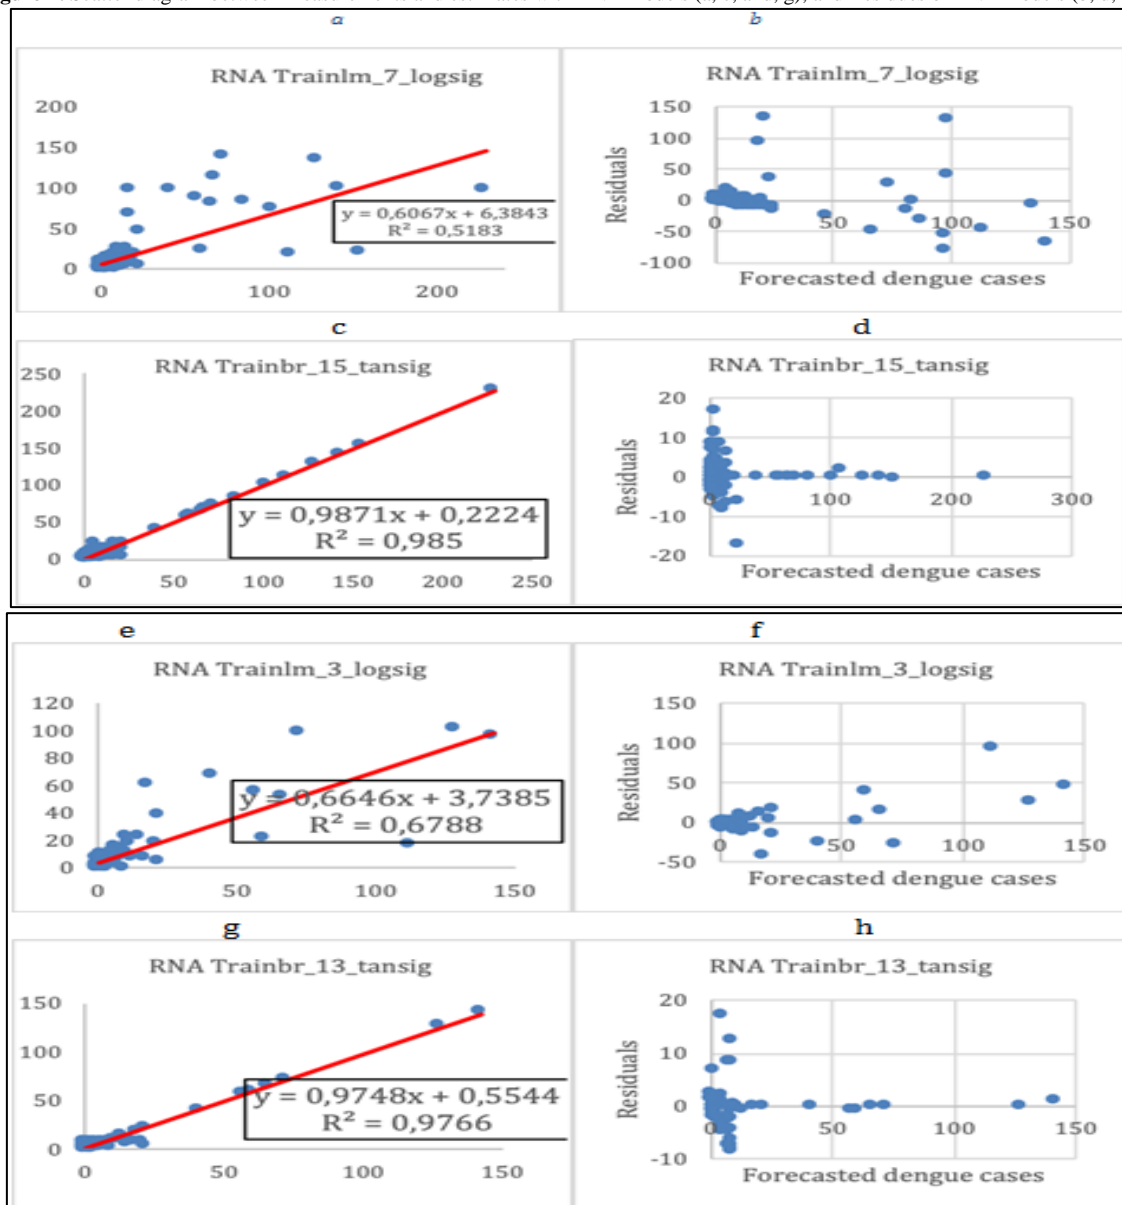 a
b
RNA Trainlm_7_logsig
200
150
100
50
0
0
100
200
y = 0,6067x + 6,3843
R² = 0,5183
RNA Trainlm_7_logsig
Residuals
150
100
50
0
-50
-100
0
50
100
150
Forecasted dengue cases
c
d
RNA Trainbr_15_tansig
250
200
150
100
50
0
0
50
100
150
200
250
y = 0,9871x + 0,2224
R² = 0,985
RNA Trainbr_15_tansig
Residuals
20
10
0
-10
-20
0
100
200
300
Forecasted dengue cases
e
f
RNA Trainlm_3_logsig
120
100
80
60
40
20
0
0
50
100
150
y = 0,6646x + 3,7385
R² = 0,6788
RNA Trainlm_3_logsig
Residuals
150
100
50
0
-50
0
50
100
150
Forecasted dengue cases
g
h
RNA Trainbr_13_tansig
150
100
50
0
0
50
100
150
y = 0,9748x + 0,5544
R² = 0,9766
RNA Trainbr_13_tansig
Residuals
20
10
0
-10
0
50
100
150
Forecasted dengue cases